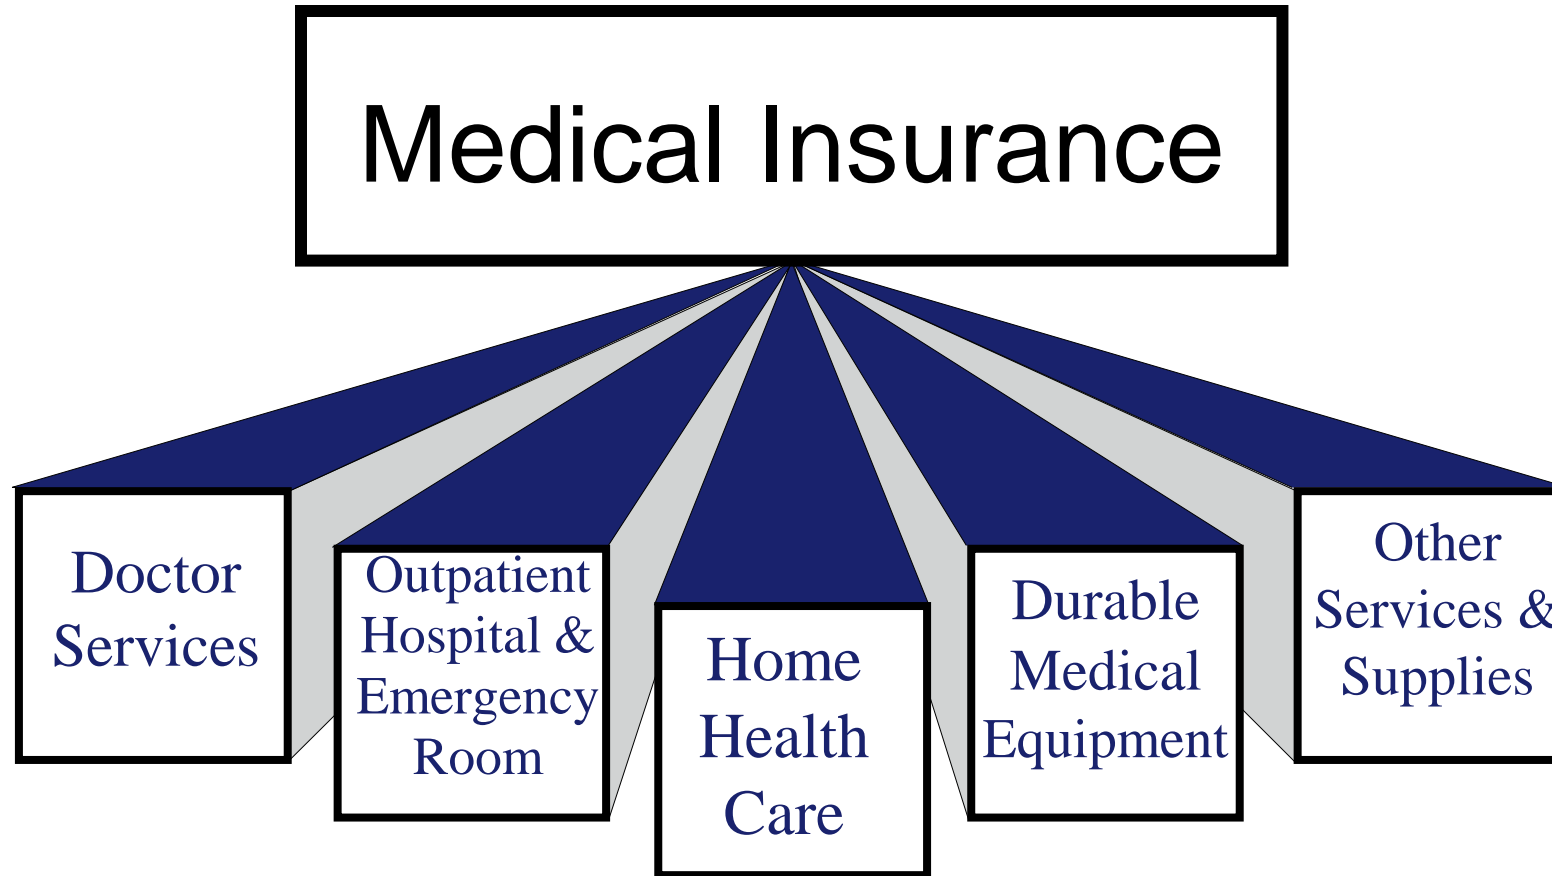 Medical Insurance
Doctor
Services
Outpatient
Hospital &
Emergency
Room
Home
Health
Care
Durable
Medical
Equipment
Other
Services &
Supplies